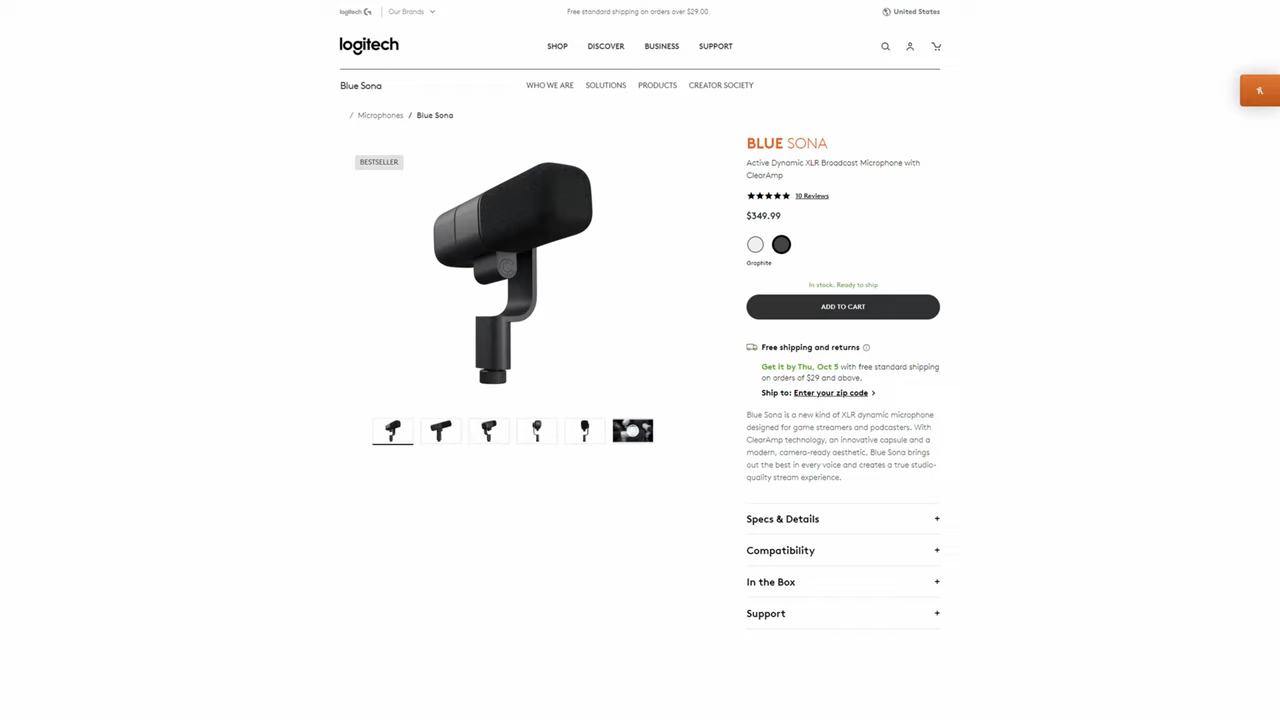 logitech G
Our Brands
Free standard shipping on orders over $29.00.
United States
logitech
SHOP
DISCOVER
BUSINESS
SUPPORT
Blue Sona
WHO WE ARE
SOLUTIONS
PRODUCTS
CREATOR SOCIETY
/ Microphones / Blue Sona
BESTSELLER
BLUE SONA
Active Dynamic XLR Broadcast Microphone with
ClearAmp
★★★★★ 10 Reviews
$349.99
Graphite
In stock. Ready to ship
ADD TO CART
Free shipping and returns
Get it by Thu, Oct 5 with free standard shipping
on orders of $29 and above.
Ship to: Enter your zip code >
Blue Sona is a new kind of XLR dynamic microphone
designed for game streamers and podcasters. With
ClearAmp technology, an innovative capsule and a
modern, camera-ready aesthetic, Blue Sona brings
out the best in every voice and creates a true studio-
quality stream experience.
Specs & Details +
Compatibility +
In the Box +
Support +